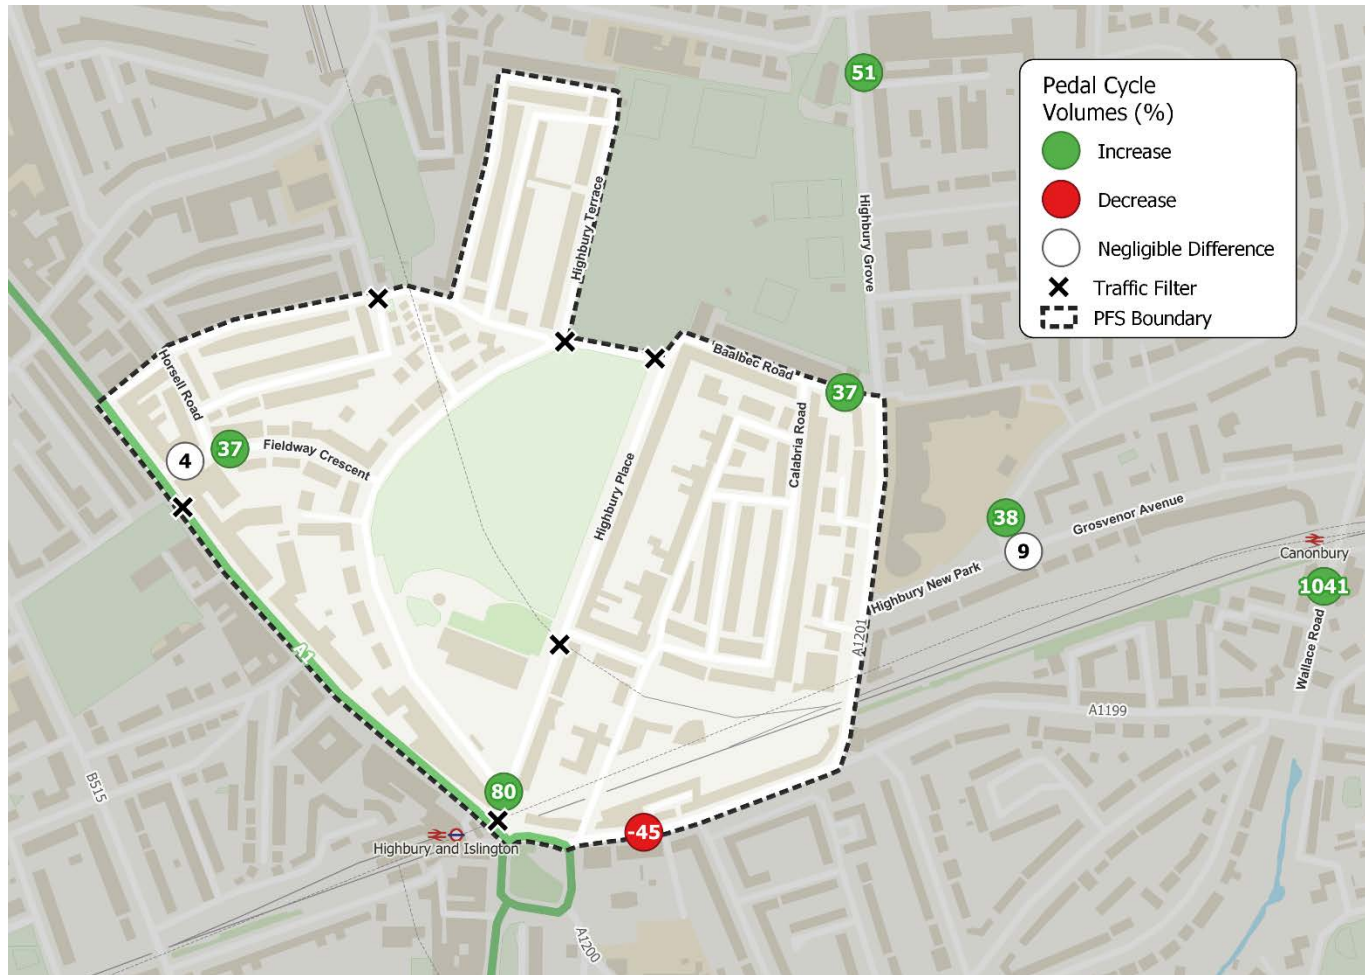 51
Pedal Cycle
Volumes (%)
Increase
Decrease
Negligible Difference
Traffic Filter
PFS Boundary
Highbury Terrace
Highbury Grove
Horsell Road
Baalbec Road
37
Calabria Road
4
37
Fieldway Crescent
Highbury Place
38
Grosvenor Avenue
9
Canonbury
Highbury New Park
1041
A1201
Wallace Road
A1
A1199
B515
80
-45
Highbury and Islington
A1200